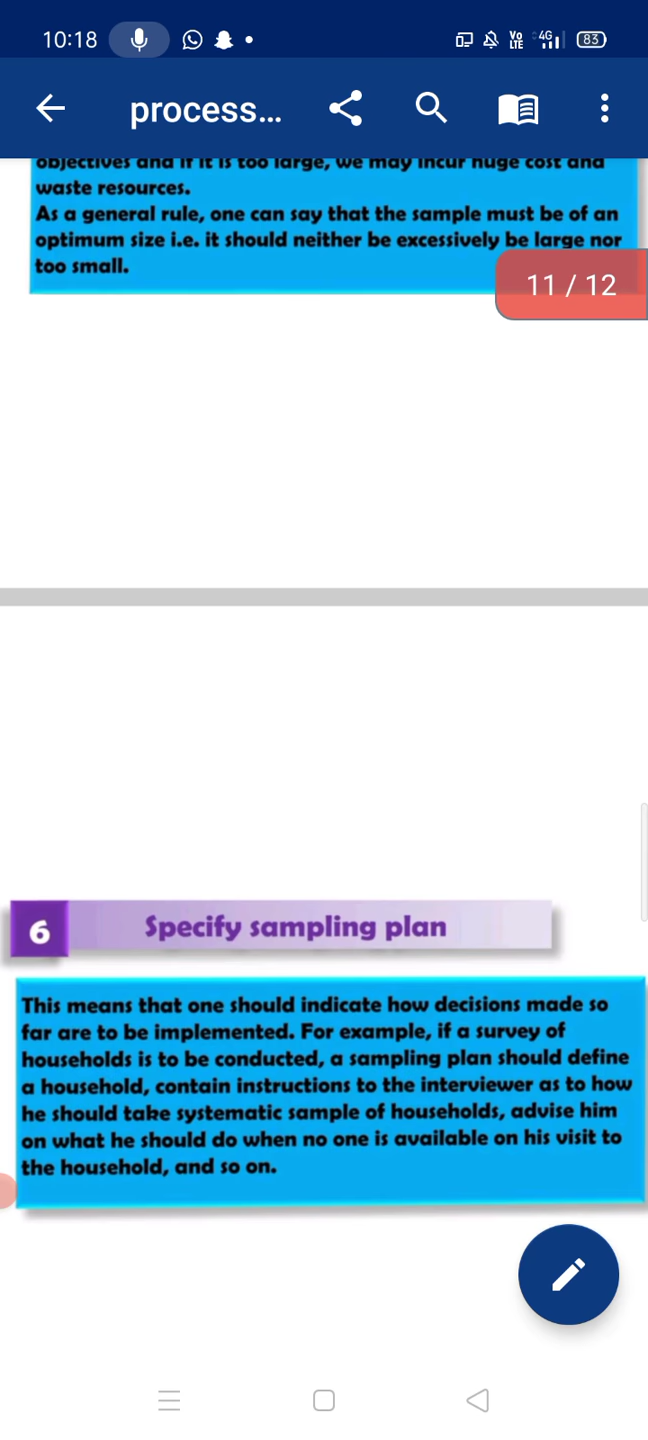 10:18
Vo LTE 4G 83
process...
objectives and if it is too large, we may incur huge cost and
waste resources.
As a general rule, one can say that the sample must be of an
optimum size i.e. it should neither be excessively be large nor
too small.
11 / 12
6 Specify sampling plan
This means that one should indicate how decisions made so
far are to be implemented. For example, if a survey of
households is to be conducted, a sampling plan should define
a household, contain instructions to the interviewer as to how
he should take systematic sample of households, advise him
on what he should do when no one is available on his visit to
the household, and so on.